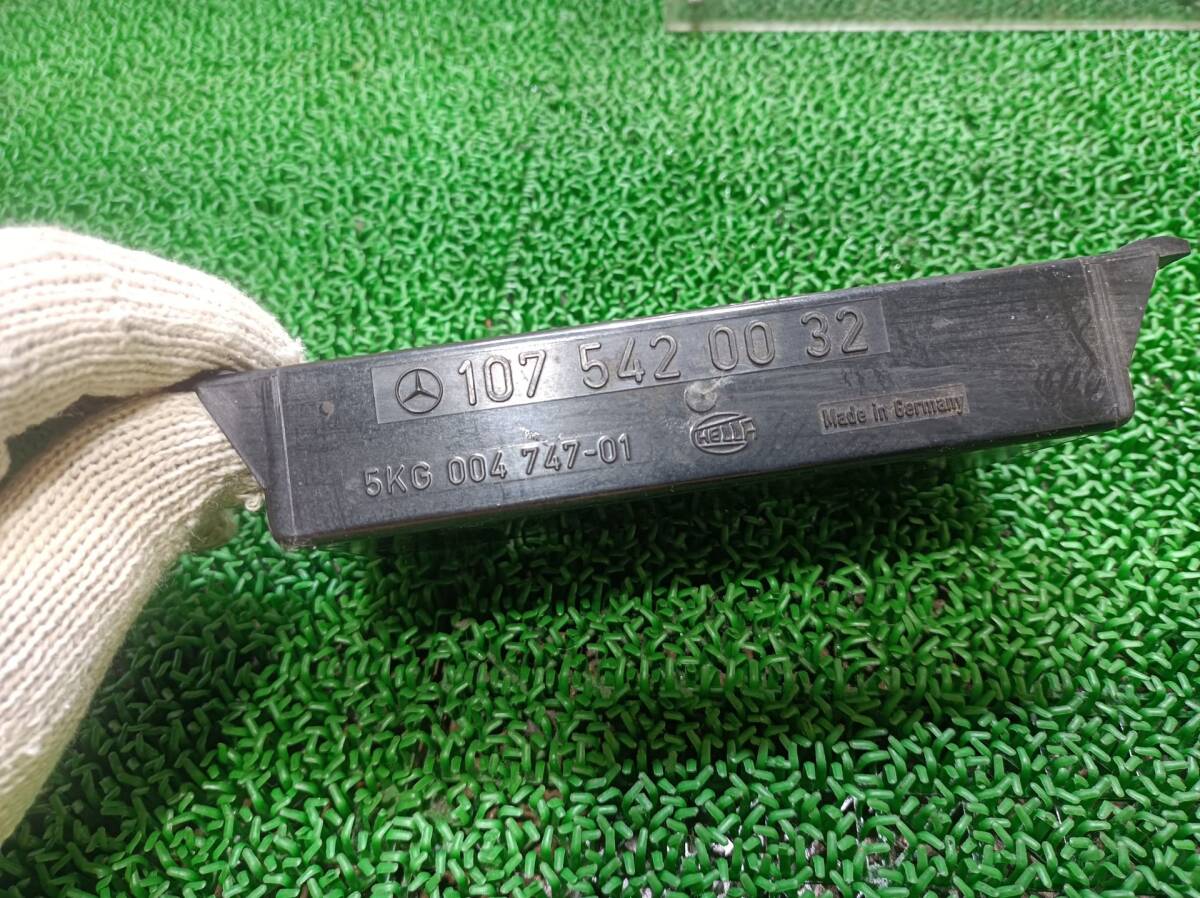 107 542 00 32
5KG 004 747-01
HELLA
Made in Germany